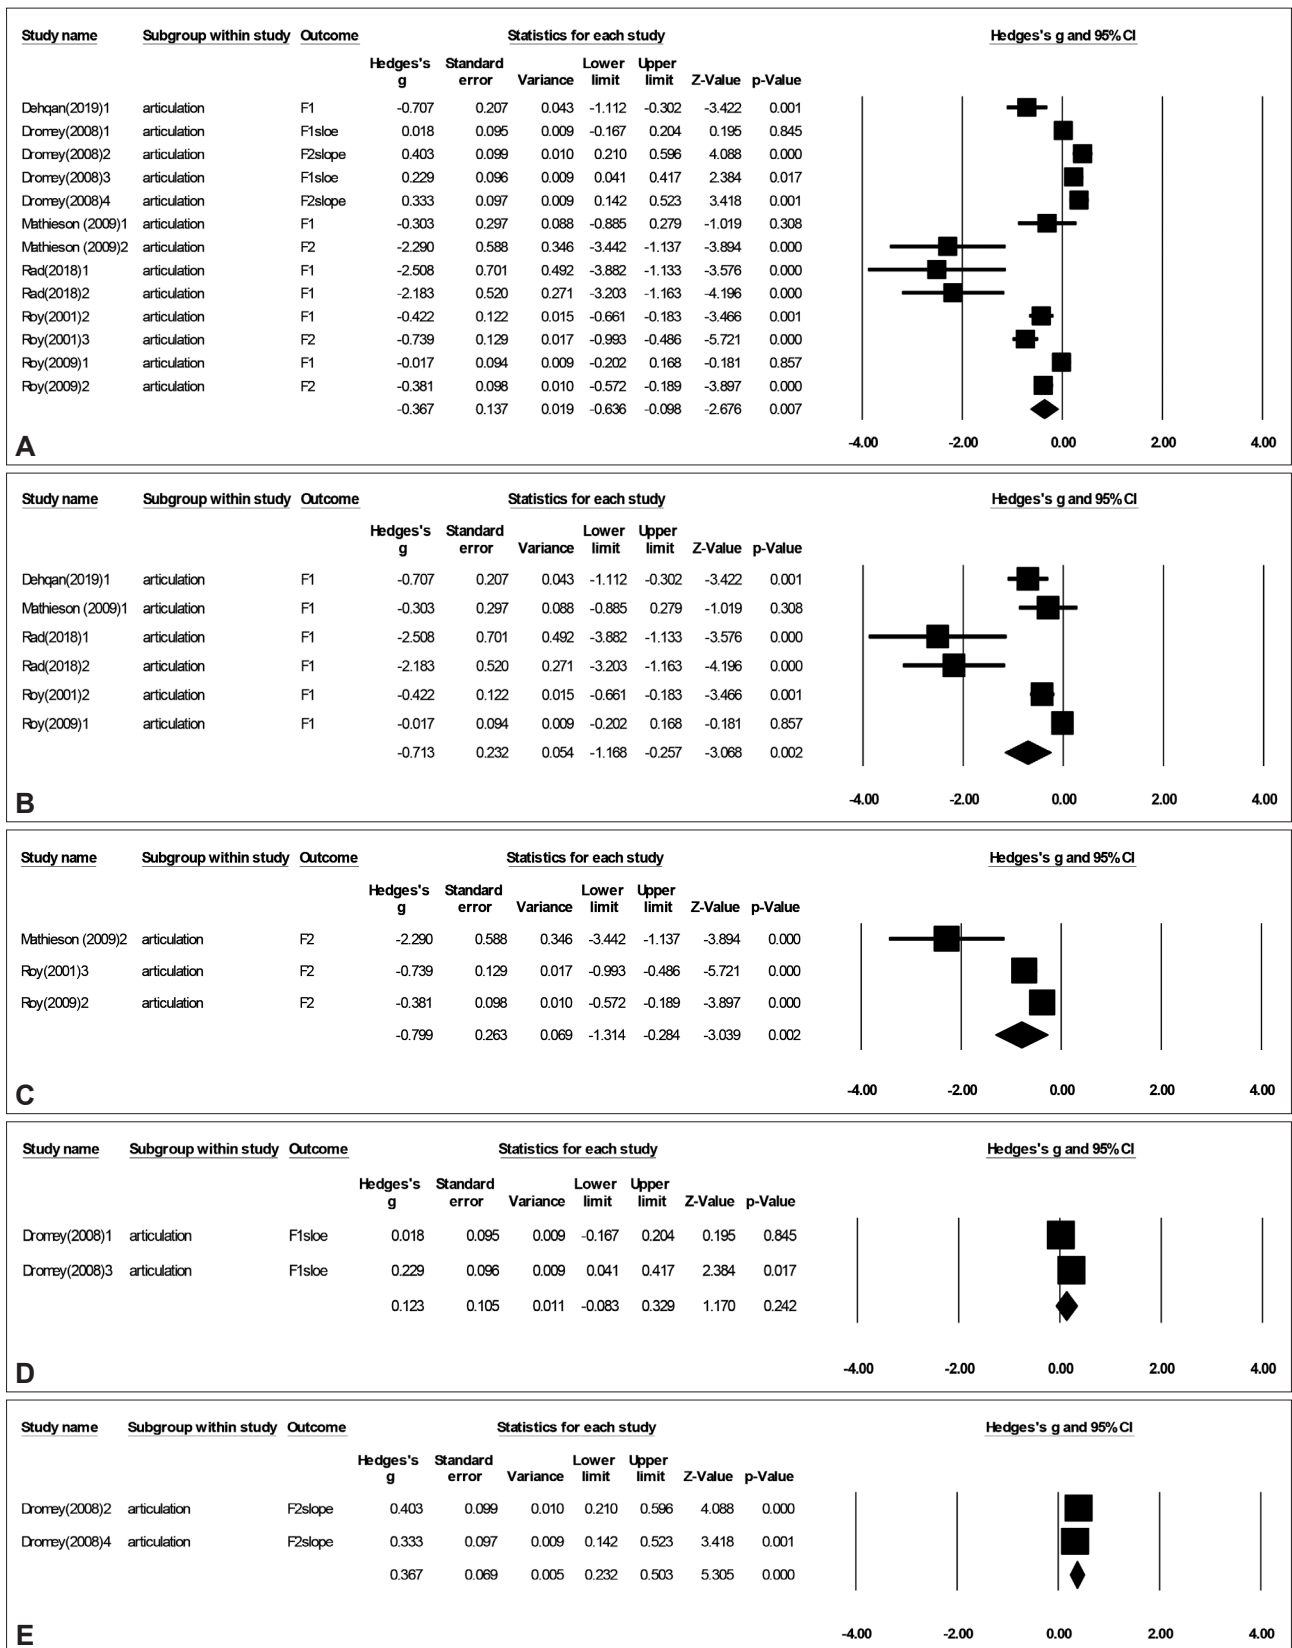 Study name Subgroup within study Outcome Statistics for each study Hedges's g and 95% CI
Hedges's Standard Lower Upper
g error Variance limit limit Z-Value p-Value
Dehqan(2019)1 articulation F1 -0.707 0.207 0.043 -1.112 -0.302 -3.422 0.001
Dromey(2008)1 articulation F1sloe 0.018 0.095 0.009 -0.167 0.204 0.195 0.845
Dromey(2008)2 articulation F2slope 0.403 0.099 0.010 0.210 0.596 4.088 0.000
Dromey(2008)3 articulation F1sloe 0.229 0.096 0.009 0.041 0.417 2.384 0.017
Dromey(2008)4 articulation F2slope 0.333 0.097 0.009 0.142 0.523 3.418 0.001
Mathieson (2009)1 articulation F1 -0.303 0.297 0.088 -0.885 0.279 -1.019 0.308
Mathieson (2009)2 articulation F2 -2.290 0.588 0.346 -3.442 -1.137 -3.894 0.000
Rad(2018)1 articulation F1 -2.508 0.701 0.492 -3.882 -1.133 -3.576 0.000
Rad(2018)2 articulation F1 -2.183 0.520 0.271 -3.203 -1.163 -4.196 0.000
Roy(2001)2 articulation F1 -0.422 0.122 0.015 -0.661 -0.183 -3.466 0.001
Roy(2001)3 articulation F2 -0.739 0.129 0.017 -0.993 -0.486 -5.721 0.000
Roy(2009)1 articulation F1 -0.017 0.094 0.009 -0.202 0.168 -0.181 0.857
Roy(2009)2 articulation F2 -0.381 0.098 0.010 -0.572 -0.189 -3.897 0.000
-0.367 0.137 0.019 -0.636 -0.098 -2.676 0.007
-4.00 -2.00 0.00 2.00 4.00
A
Study name Subgroup within study Outcome Statistics for each study Hedges's g and 95% CI
Hedges's Standard Lower Upper
g error Variance limit limit Z-Value p-Value
Dehqan(2019)1 articulation F1 -0.707 0.207 0.043 -1.112 -0.302 -3.422 0.001
Mathieson (2009)1 articulation F1 -0.303 0.297 0.088 -0.885 0.279 -1.019 0.308
Rad(2018)1 articulation F1 -2.508 0.701 0.492 -3.882 -1.133 -3.576 0.000
Rad(2018)2 articulation F1 -2.183 0.520 0.271 -3.203 -1.163 -4.196 0.000
Roy(2001)2 articulation F1 -0.422 0.122 0.015 -0.661 -0.183 -3.466 0.001
Roy(2009)1 articulation F1 -0.017 0.094 0.009 -0.202 0.168 -0.181 0.857
-0.713 0.232 0.054 -1.168 -0.257 -3.068 0.002
-4.00 -2.00 0.00 2.00 4.00
B
Study name Subgroup within study Outcome Statistics for each study Hedges's g and 95% CI
Hedges's Standard Lower Upper
g error Variance limit limit Z-Value p-Value
Mathieson (2009)2 articulation F2 -2.290 0.588 0.346 -3.442 -1.137 -3.894 0.000
Roy(2001)3 articulation F2 -0.739 0.129 0.017 -0.993 -0.486 -5.721 0.000
Roy(2009)2 articulation F2 -0.381 0.098 0.010 -0.572 -0.189 -3.897 0.000
-0.799 0.263 0.069 -1.314 -0.284 -3.039 0.002
-4.00 -2.00 0.00 2.00 4.00
C
Study name Subgroup within study Outcome Statistics for each study Hedges's g and 95% CI
Hedges's Standard Lower Upper
g error Variance limit limit Z-Value p-Value
Dromey(2008)1 articulation F1sloe 0.018 0.095 0.009 -0.167 0.204 0.195 0.845
Dromey(2008)3 articulation F1sloe 0.229 0.096 0.009 0.041 0.417 2.384 0.017
0.123 0.105 0.011 -0.083 0.329 1.170 0.242
-4.00 -2.00 0.00 2.00 4.00
D
Study name Subgroup within study Outcome Statistics for each study Hedges's g and 95% CI
Hedges's Standard Lower Upper
g error Variance limit limit Z-Value p-Value
Dromey(2008)2 articulation F2slope 0.403 0.099 0.010 0.210 0.596 4.088 0.000
Dromey(2008)4 articulation F2slope 0.333 0.097 0.009 0.142 0.523 3.418 0.001
0.367 0.069 0.005 0.232 0.503 5.305 0.000
-4.00 -2.00 0.00 2.00 4.00
E